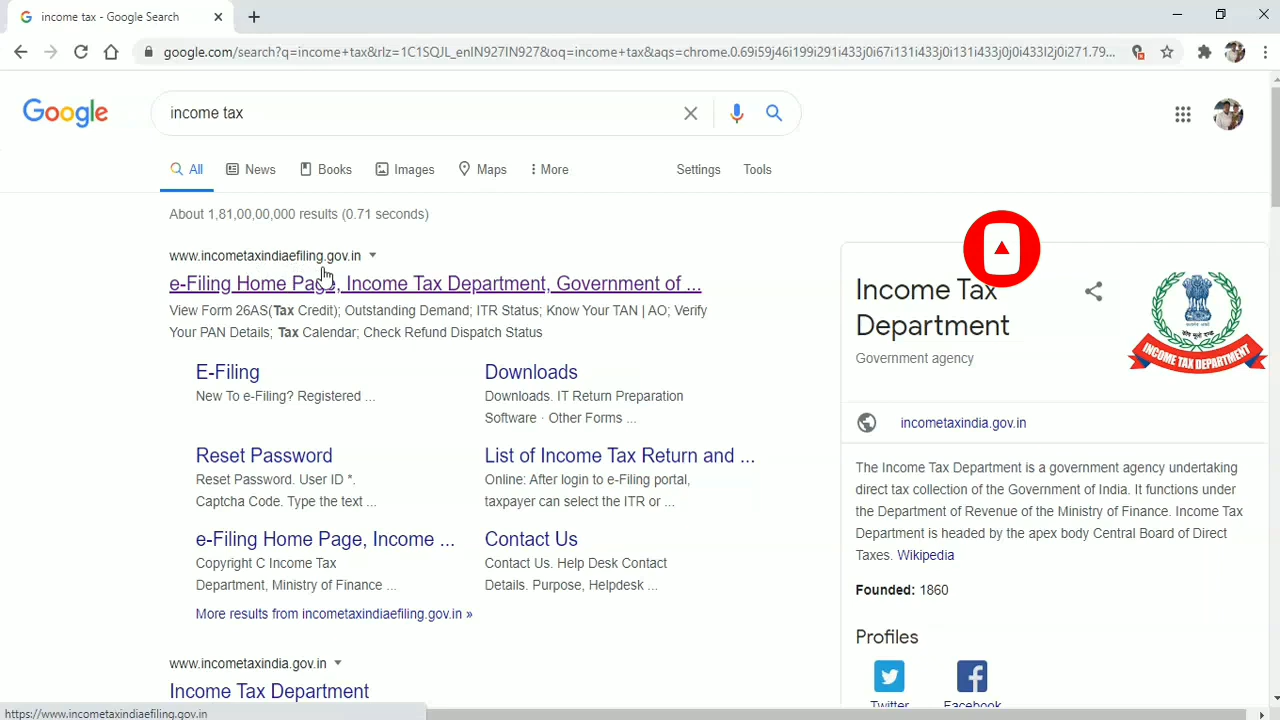 income tax - Google Search
google.com/search?q=income+tax&rlz=1C1SQJL_enIN927IN927&oq=income+tax&aqs=chrome.0.69i59j46i199i291i433j0i67i131i433j0i131i433j0j0i433l2j0i271.79...
Google
income tax
All
News
Books
Images
Maps
More
Settings
Tools
About 1,81,00,00,000 results (0.71 seconds)
www.incometaxindiaefiling.gov.in
e-Filing Home Page, Income Tax Department, Government of ...
View Form 26AS(Tax Credit); Outstanding Demand; ITR Status; Know Your TAN | AO; Verify
Your PAN Details; Tax Calendar; Check Refund Dispatch Status
E-Filing
New To e-Filing? Registered ...
Downloads
Downloads. IT Return Preparation
Software · Other Forms ...
Reset Password
Reset Password. User ID *.
Captcha Code. Type the text ...
List of Income Tax Return and ...
Online: After login to e-Filing portal,
taxpayer can select the ITR or ...
e-Filing Home Page, Income ...
Copyright C Income Tax
Department, Ministry of Finance ...
Contact Us
Contact Us. Help Desk Contact
Details. Purpose, Helpdesk ...
More results from incometaxindiaefiling.gov.in »
www.incometaxindia.gov.in
Income Tax Department
https://www.incometaxindiaefiling.gov.in
Income Tax
Department
Government agency
INCOME TAX DEPARTMENT
incometaxindia.gov.in
The Income Tax Department is a government agency undertaking
direct tax collection of the Government of India. It functions under
the Department of Revenue of the Ministry of Finance. Income Tax
Department is headed by the apex body Central Board of Direct
Taxes. Wikipedia
Founded: 1860
Profiles
Twitter
Facebook